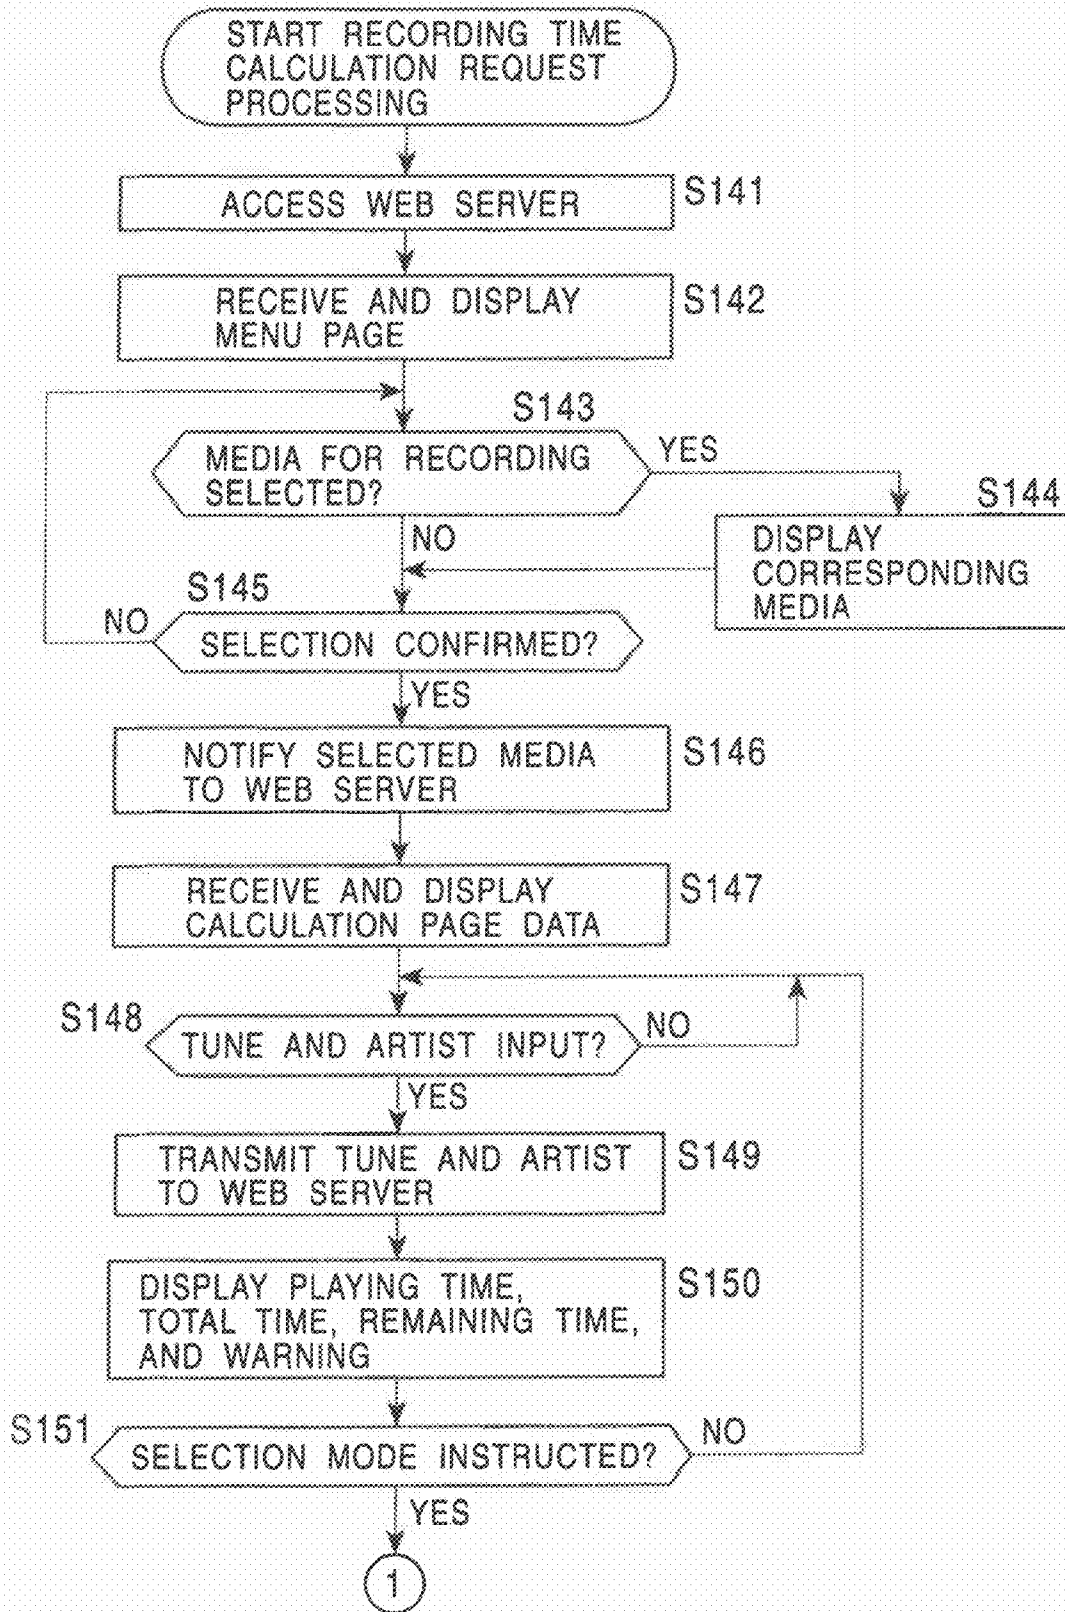 START RECORDING TIME
CALCULATION REQUEST
PROCESSING
ACCESS WEB SERVER
S141
RECEIVE AND DISPLAY
MENU PAGE
S142
S143
MEDIA FOR RECORDING
SELECTED?
YES
NO
S144
DISPLAY
CORRESPONDING
MEDIA
S145
NO
SELECTION CONFIRMED?
YES
NOTIFY SELECTED MEDIA
TO WEB SERVER
S146
RECEIVE AND DISPLAY
CALCULATION PAGE DATA
S147
S148
TUNE AND ARTIST INPUT?
NO
YES
TRANSMIT TUNE AND ARTIST
TO WEB SERVER
S149
DISPLAY PLAYING TIME,
TOTAL TIME, REMAINING TIME,
AND WARNING
S150
S151
SELECTION MODE INSTRUCTED?
NO
YES
1